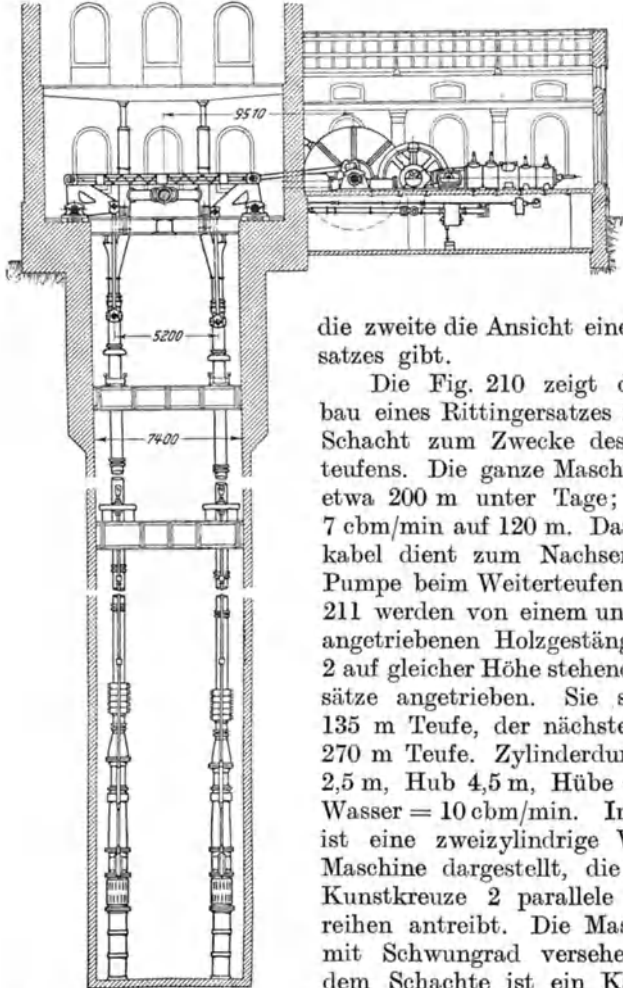 9510
5200
7400
die zweite die Ansicht eine
satzes gibt.
Die Fig. 210 zeigt d
bau eines Rittingersatzes
Schacht zum Zwecke des
teufens. Die ganze Masch
etwa 200 m unter Tage;
7 cbm/min auf 120 m. Da
kabel dient zum Nachsen
Pumpe beim Weiterteufen
211 werden von einem un
angetriebenen Holzgestäng
2 auf gleicher Höhe stehende
sätze angetrieben. Sie s
135 m Teufe, der nächste
270 m Teufe. Zylinderdur
2,5 m, Hub 4,5 m, Hübe
Wasser = 10 cbm/min. In
ist eine zweizylindrige V
Maschine dargestellt, die
Kunstkreuze 2 parallele
reihen antreibt. Die Mas
mit Schwungrad versehe
dem Schachte ist ein K